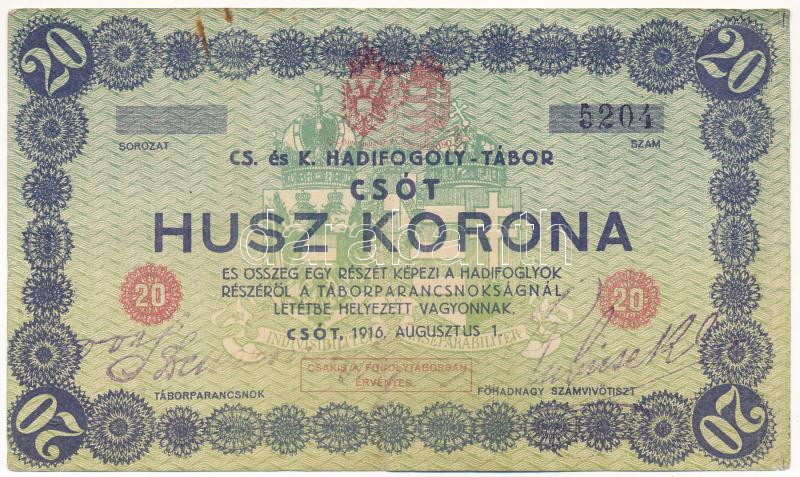 20 20
5204
SOROZAT SZÁM
CS. és K. HADIFOGOLY-TÁBOR
CSÓT
HUSZ KORONA
ES ÖSSZEG EGY RÉSZÉT KÉPEZI A HADIFOGLYOK
20 RÉSZÉRŐL A TÁBORPARANCSNOKSÁGNÁL 20
LETÉTBE HELYEZETT VAGYONNAK.
CSÓT, 1916. AUGUSZTUS 1.
INDIVISIBILITER AC INSEPARABILITER
CSAKIS A FOGOLYTÁBORBAN
ÉRVÉNYES.
TÁBORPARANCSNOK FŐHADNAGY SZÁMVIVŐTISZT
20 20
darabanth